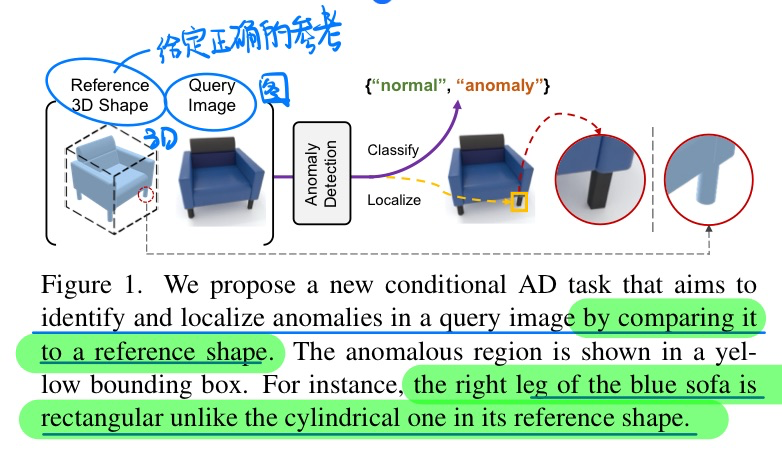 给定正确的参考
Reference
3D Shape
Query
Image
图
3D
{“normal”, “anomaly”}
Anomaly
Detection
Classify
Localize
Figure 1. We propose a new conditional AD task that aims to
identify and localize anomalies in a query image by comparing it
to a reference shape. The anomalous region is shown in a yel-
low bounding box. For instance, the right leg of the blue sofa is
rectangular unlike the cylindrical one in its reference shape.